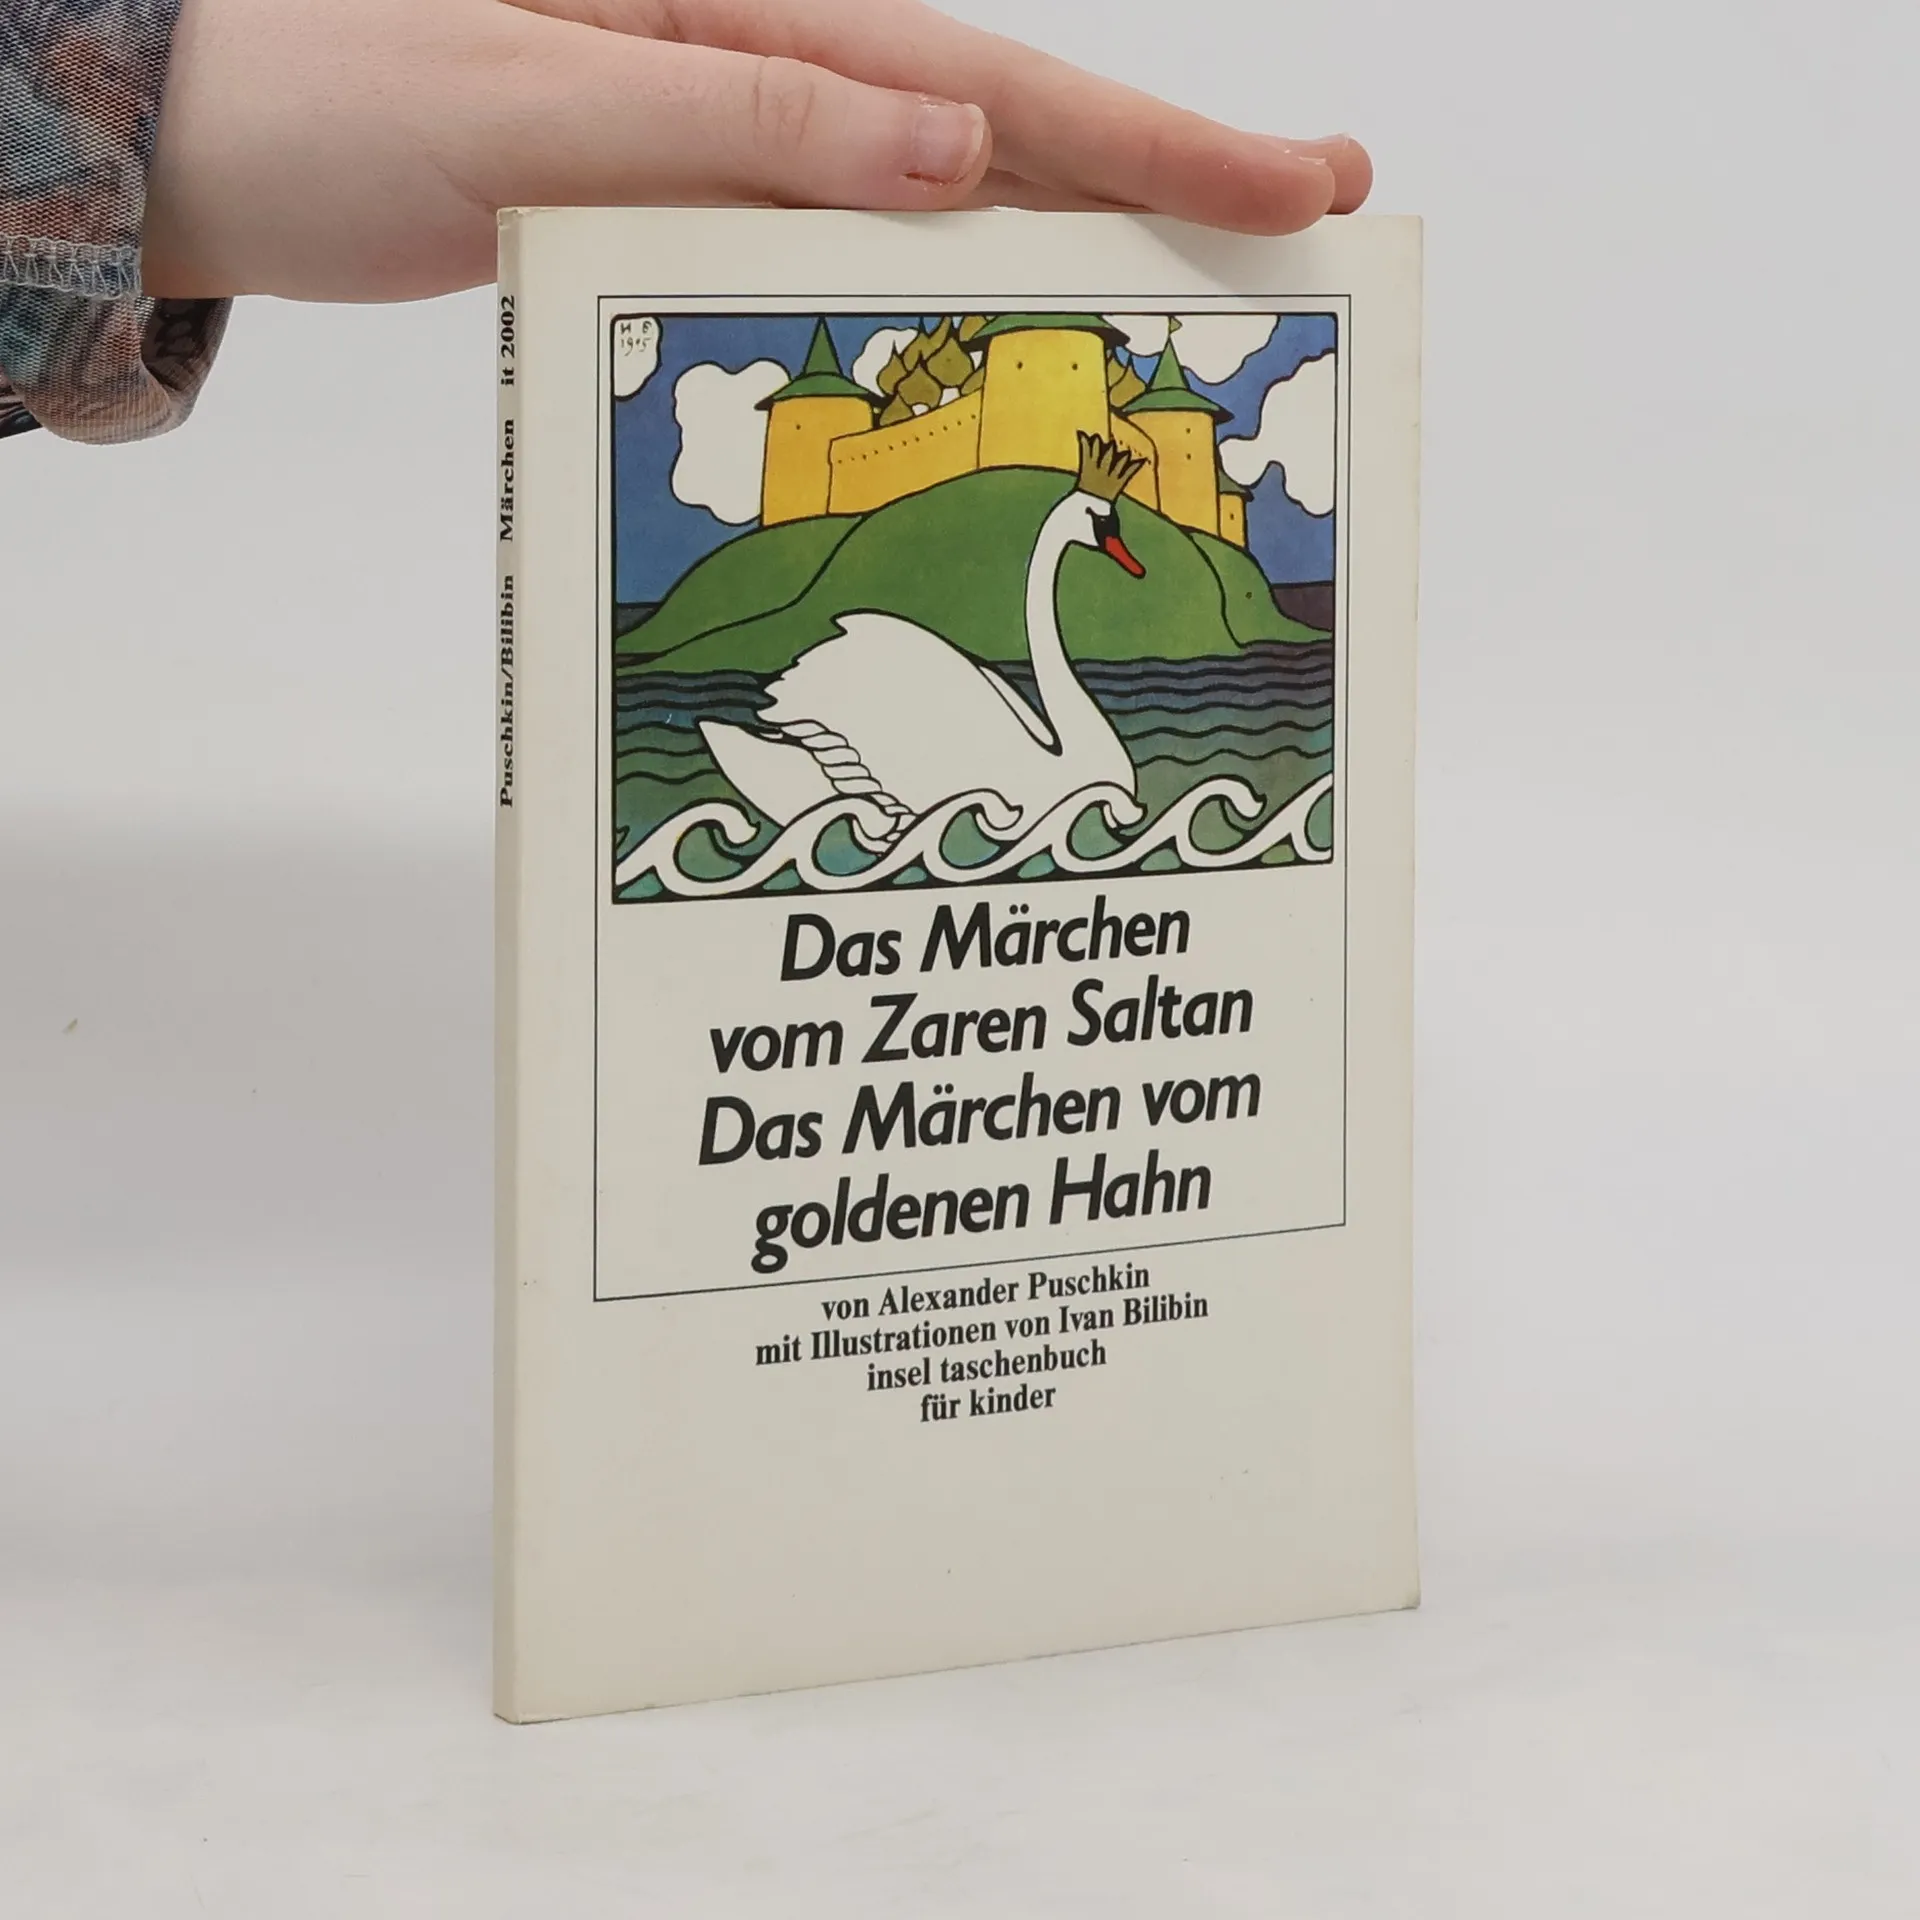 Puschkin/Bilibin Märchen it 2002
И Б
1905
Das Märchen
vom Zaren Saltan
Das Märchen vom
goldenen Hahn
von Alexander Puschkin
mit Illustrationen von Ivan Bilibin
insel taschenbuch
für kinder